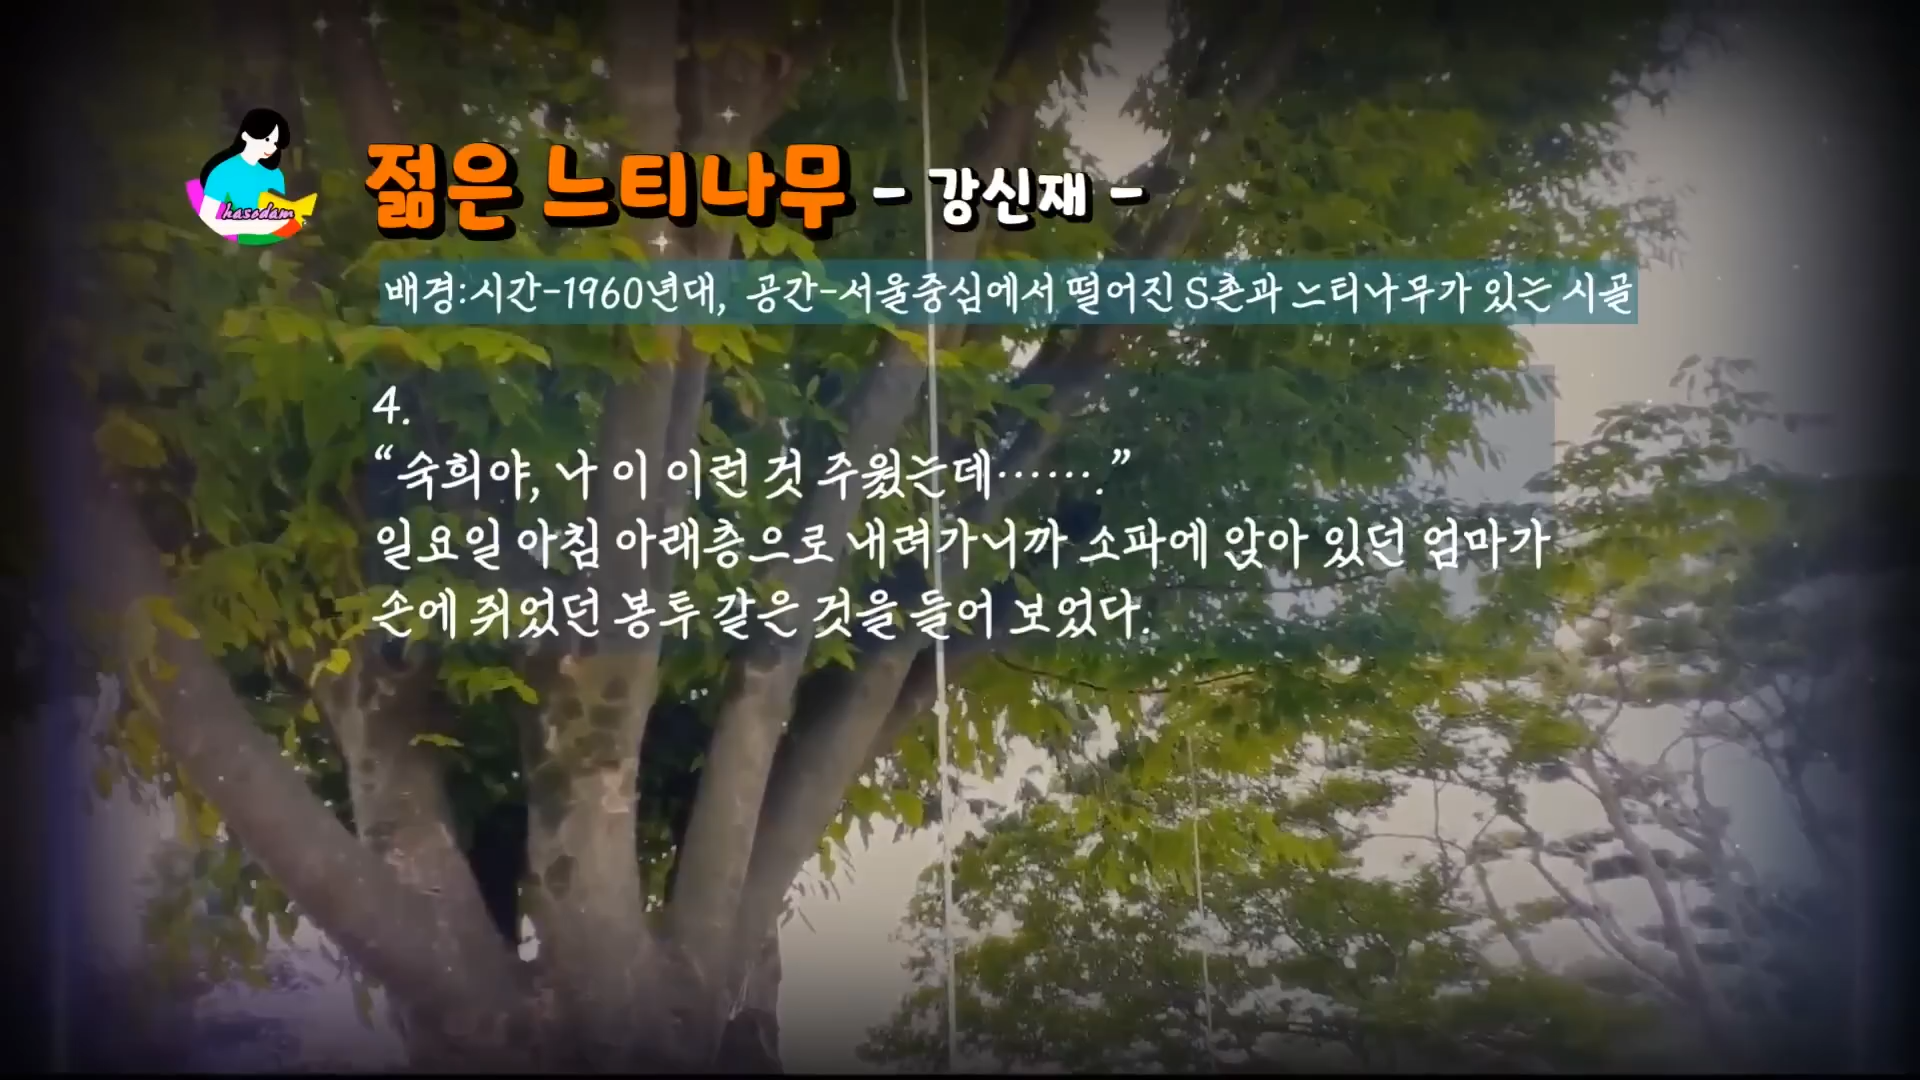 hasodam
젊은 느티나무 - 강신재 -
배경:시간-1960년대, 공간-서울중심에서 떨어진 S촌과 느티나무가 있는 시골
4.
“숙희야, 나 이 이런 것 주웠는데…….”
일요일 아침 아래층으로 내려가니까 소파에 앉아 있던 엄마가
손에 쥐었던 봉투 같은 것을 들어 보였다.